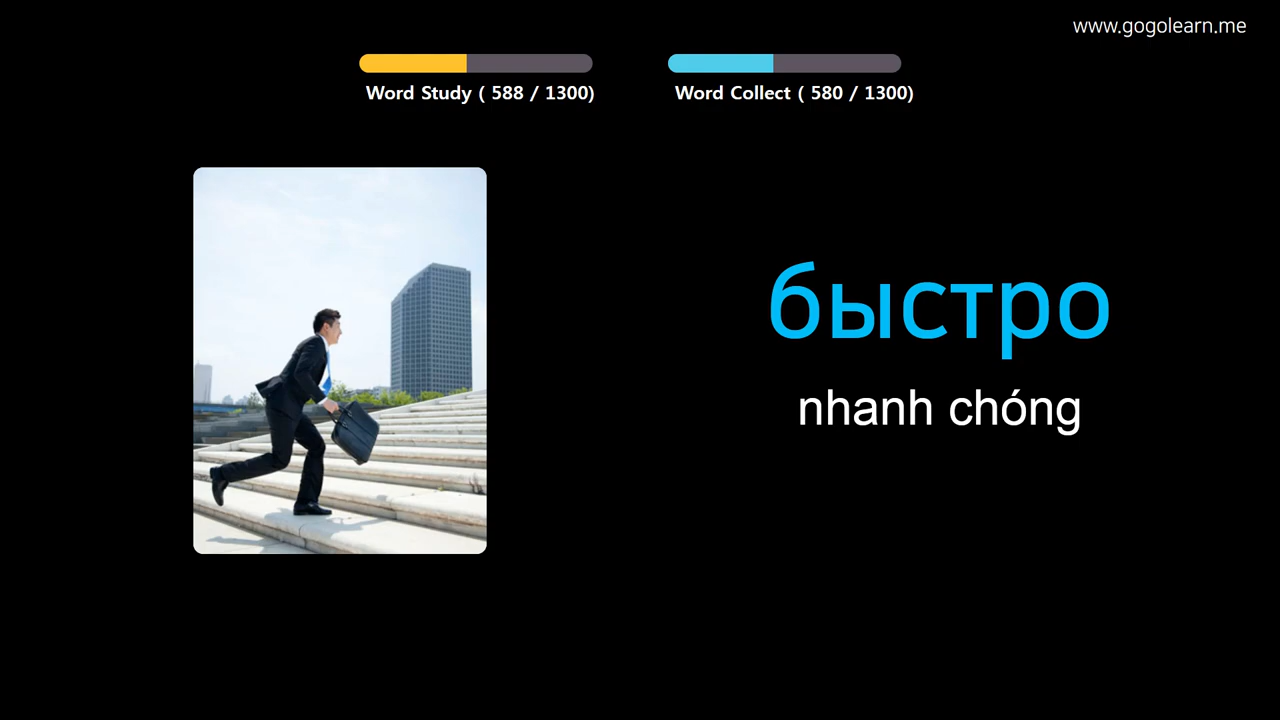 www.gogolearn.me
Word Study ( 588 / 1300)
Word Collect ( 580 / 1300)
быстро
nhanh chóng